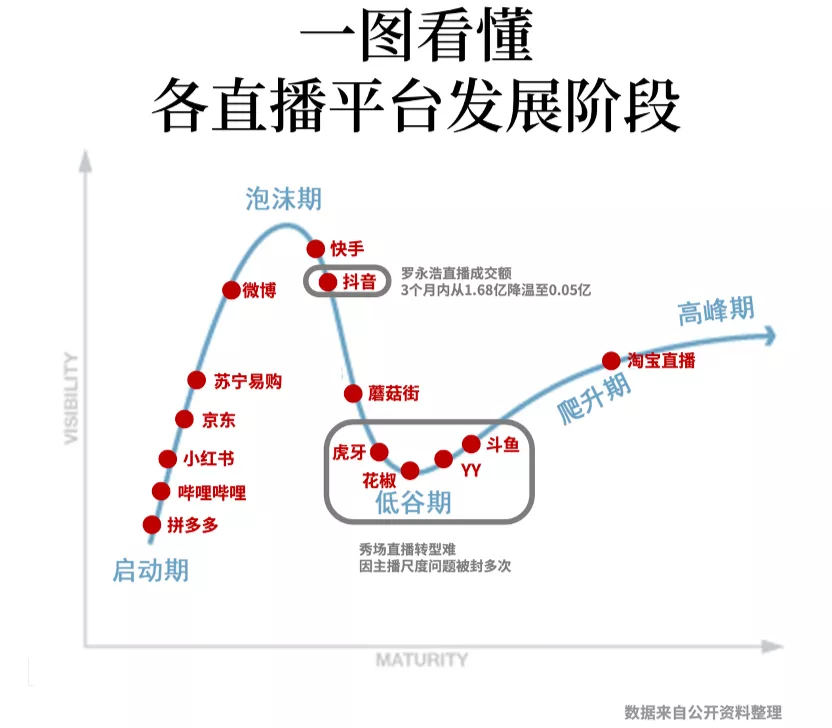 一图看懂
各直播平台发展阶段
泡沫期
快手
抖音
罗永浩直播成交额
3个月内从1.68亿降温至0.05亿
微博
高峰期
VISIBILITY
苏宁易购
淘宝直播
蘑菇街
爬升期
京东
小红书
虎牙
斗鱼
花椒
YY
哔哩哔哩
低谷期
拼多多
启动期
秀场直播转型难
因主播尺度问题被封多次
MATURITY
数据来自公开资料整理